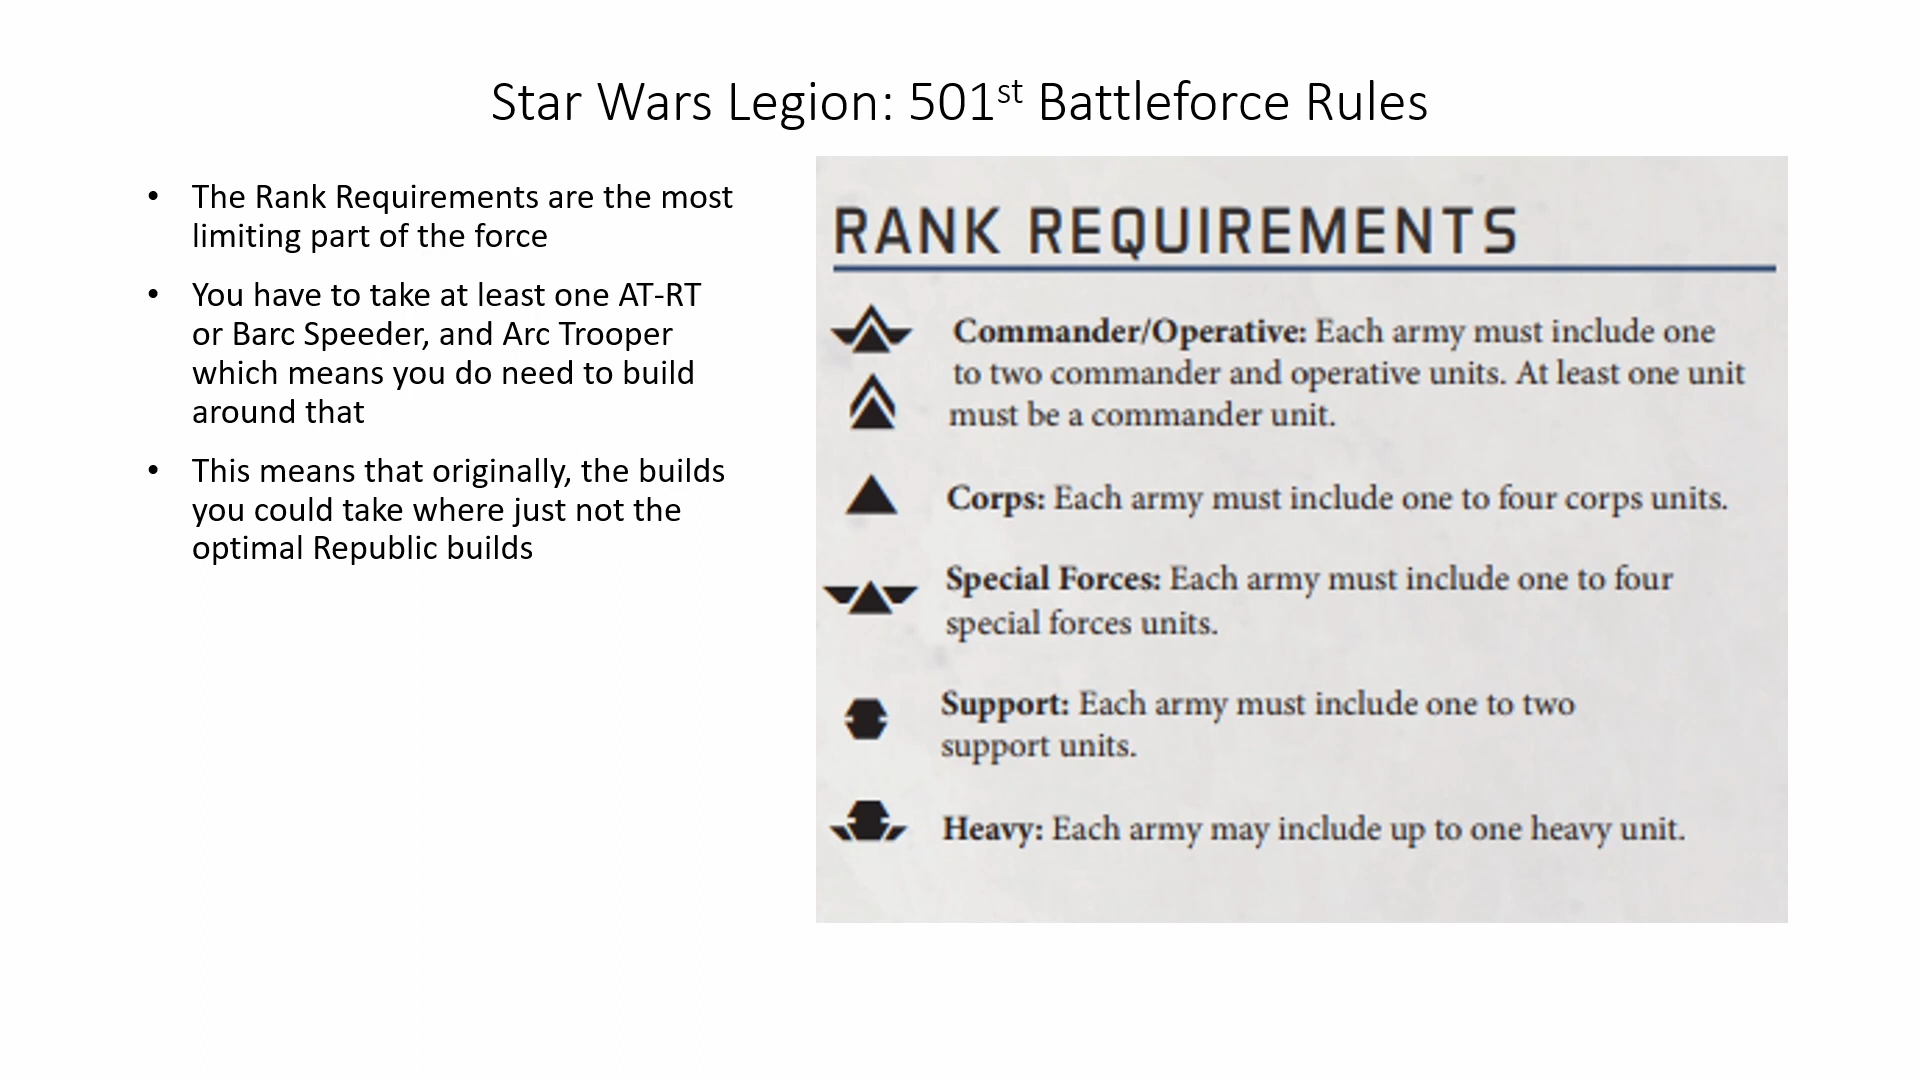 Star Wars Legion: 501st Battleforce Rules
• The Rank Requirements are the most
limiting part of the force
• You have to take at least one AT-RT
or Barc Speeder, and Arc Trooper
which means you do need to build
around that
• This means that originally, the builds
you could take where just not the
optimal Republic builds
RANK REQUIREMENTS
Commander/Operative: Each army must include one
to two commander and operative units. At least one unit
must be a commander unit.
Corps: Each army must include one to four corps units.
Special Forces: Each army must include one to four
special forces units.
Support: Each army must include one to two
support units.
Heavy: Each army may include up to one heavy unit.